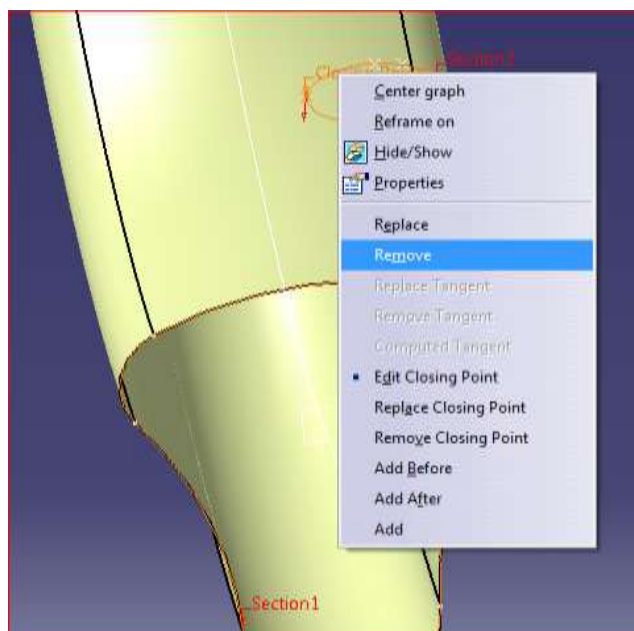 Section2
Center graph
Reframe on
Hide/Show
Properties
Replace
Remove
Replace Tangent
Remove Tangent
Computed Tangent
Edit Closing Point
Replace Closing Point
Remove Closing Point
Add Before
Add After
Add
Section1